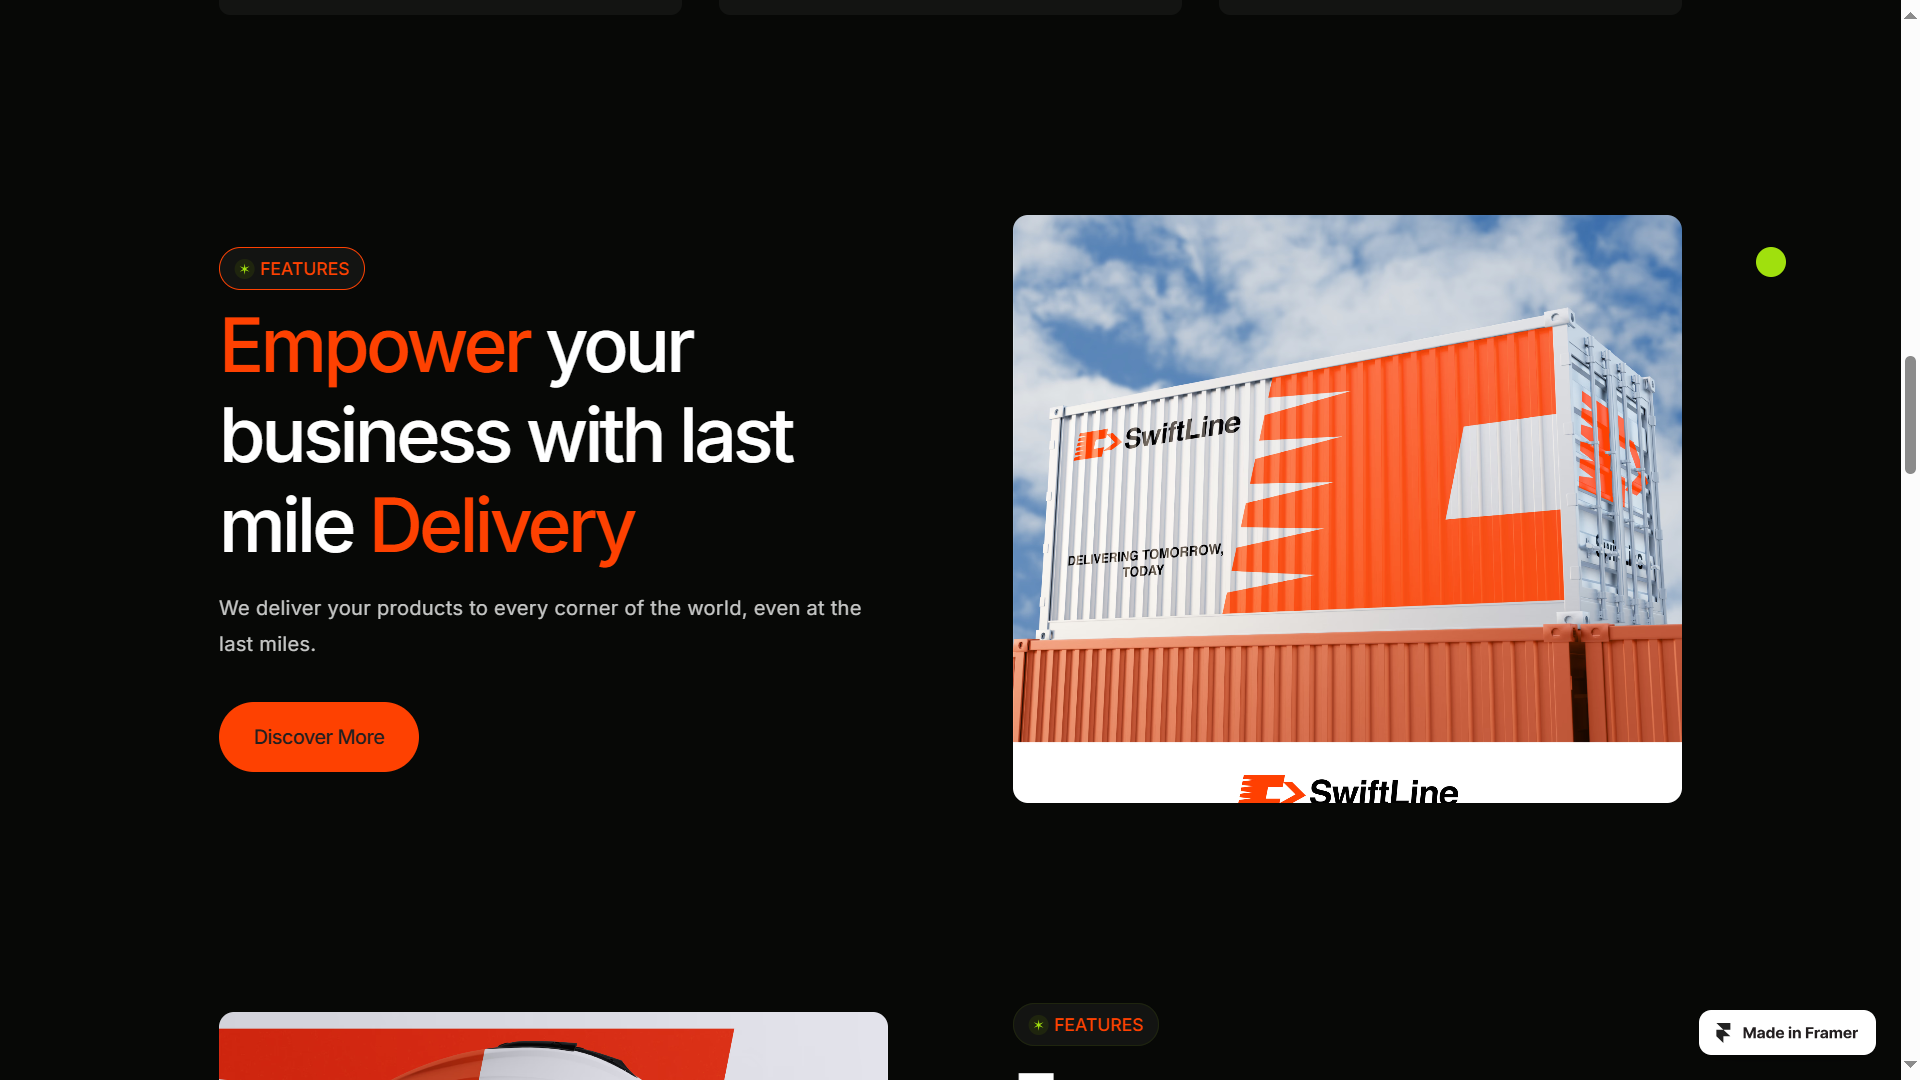 FEATURES
Empower your
business with last
mile Delivery
We deliver your products to every corner of the world, even at the
last miles.
Discover More
SwiftLine
DELIVERING TOMORROW,
TODAY
SwiftLine
FEATURES
Made in Framer